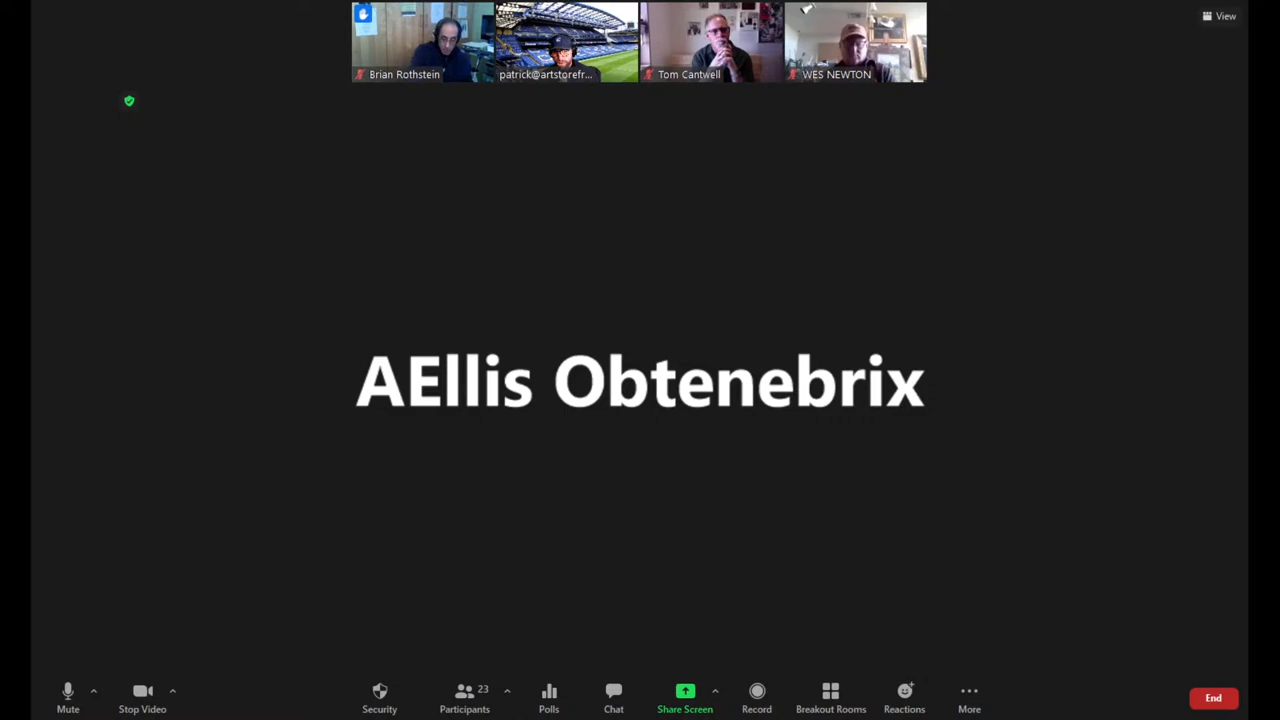 Brian Rothstein
patrick@artstorefr...
Tom Cantwell
WES NEWTON
View
AEllis Obtenebrix
Mute
Stop Video
Security
23
Participants
Polls
Chat
Share Screen
Record
Breakout Rooms
Reactions
More
End